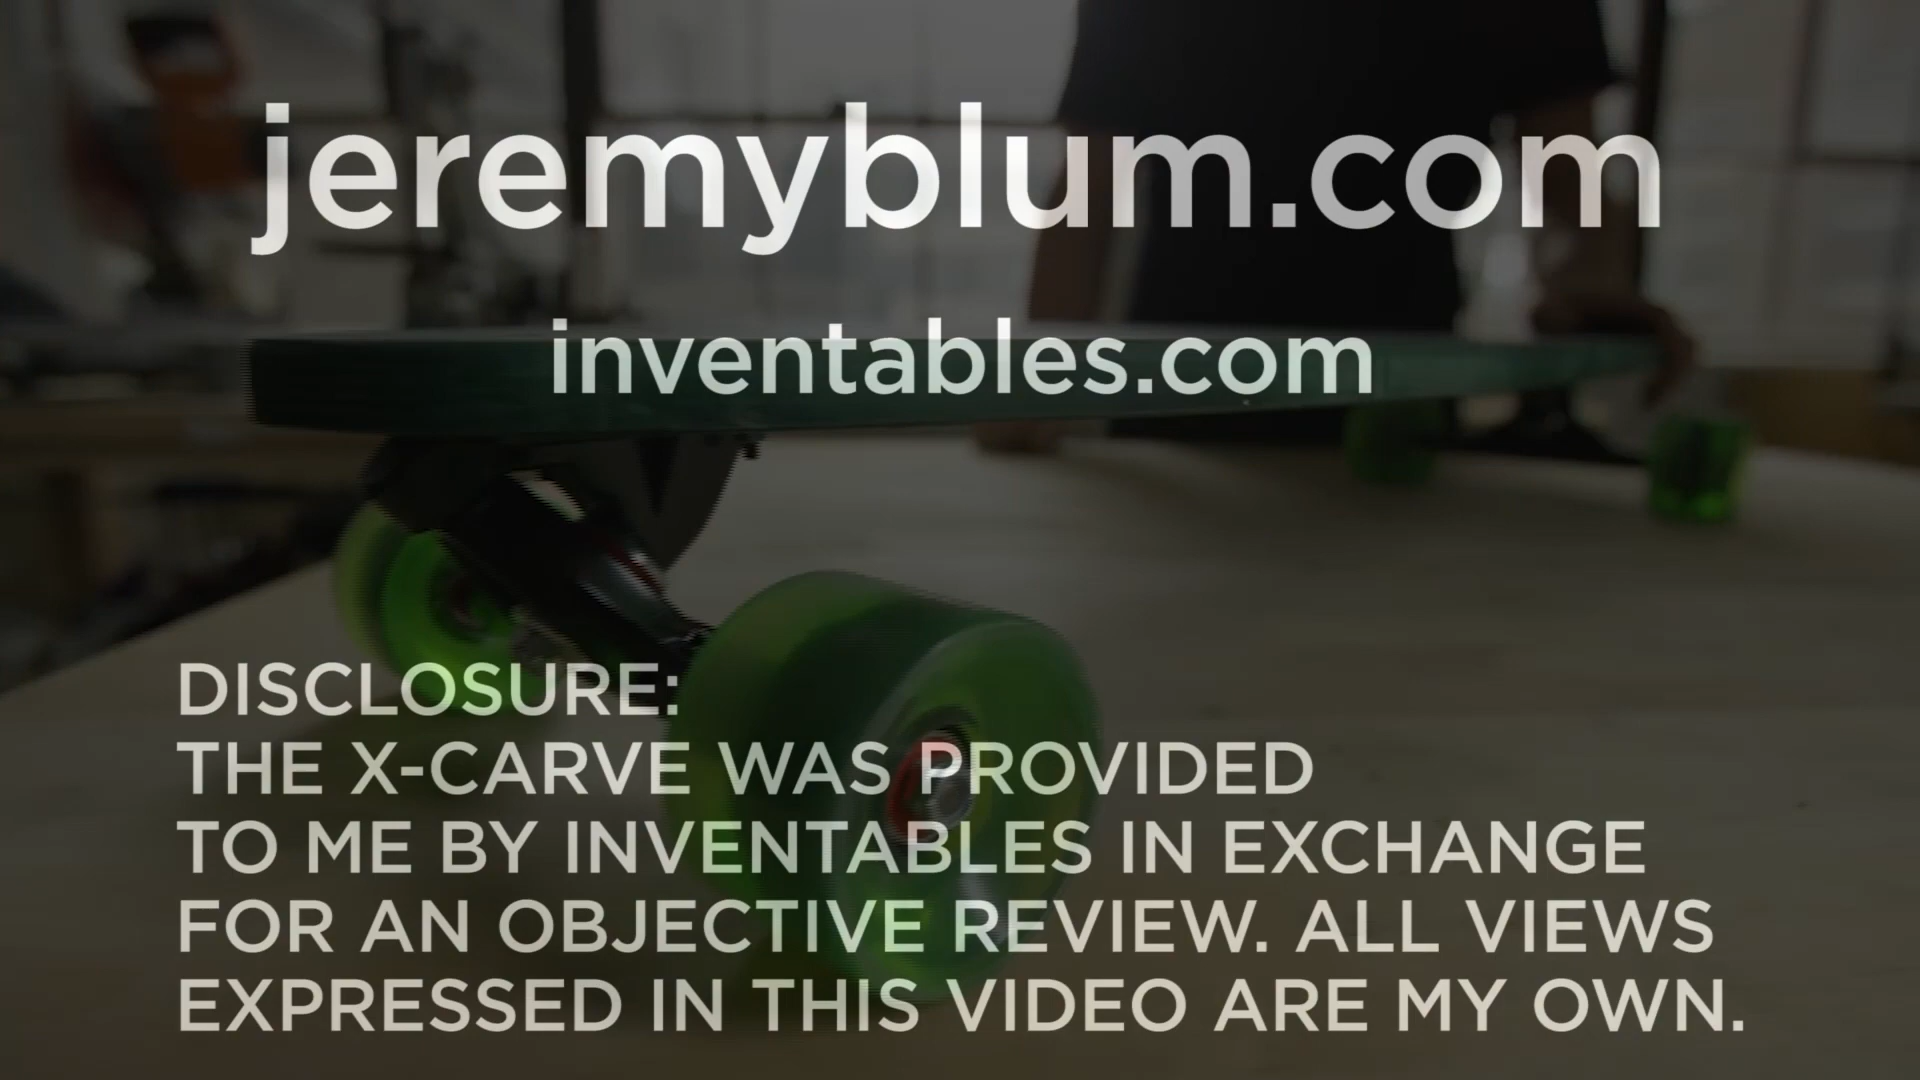 jeremyblum.com
inventables.com
DISCLOSURE:
THE X-CARVE WAS PROVIDED
TO ME BY INVENTABLES IN EXCHANGE
FOR AN OBJECTIVE REVIEW. ALL VIEWS
EXPRESSED IN THIS VIDEO ARE MY OWN.